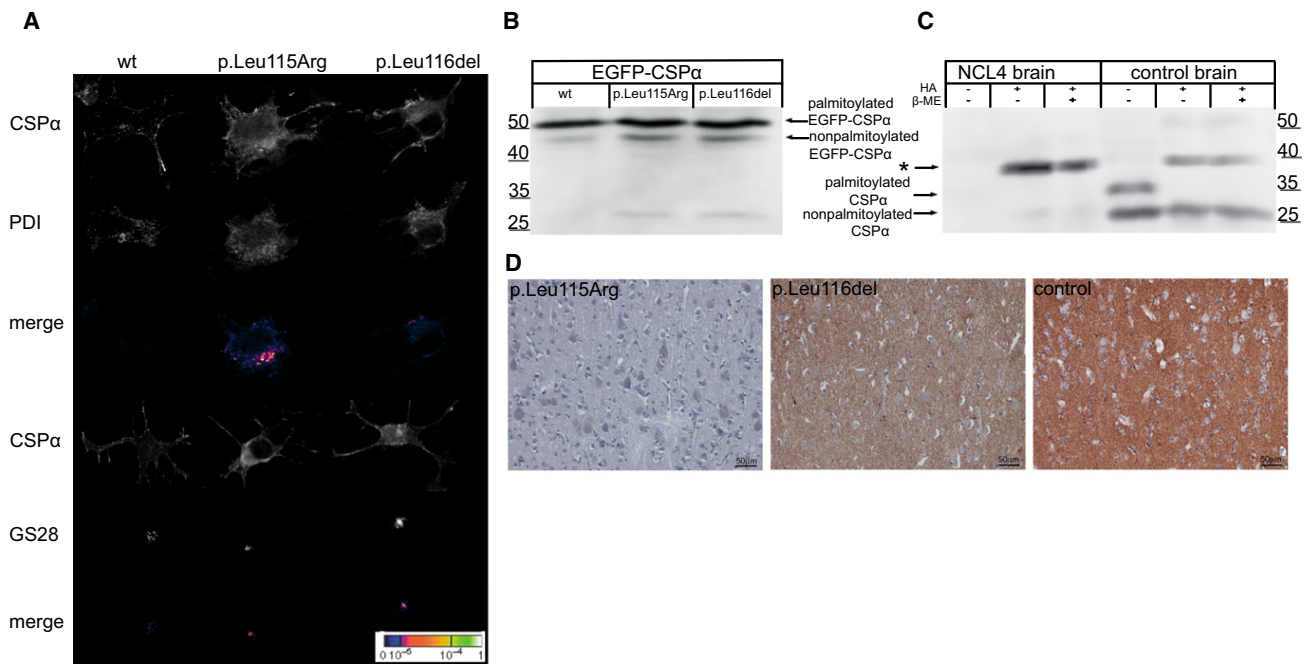 A
wt p.Leu115Arg p.Leu116del
CSPα
PDI
merge
CSPα
GS28
merge
0 10⁻⁵ 10⁻⁴ 1
B
EGFP-CSPα
wt p.Leu115Arg p.Leu116del
50
40
35
25
palmitoylated
EGFP-CSPα
nonpalmitoylated
EGFP-CSPα
*
palmitoylated
CSPα
nonpalmitoylated
CSPα
C
NCL4 brain control brain
HA - + + - + +
β-ME - - + - - +
50
40
35
25
D
p.Leu115Arg
50µm
p.Leu116del
50µm
control
50µm